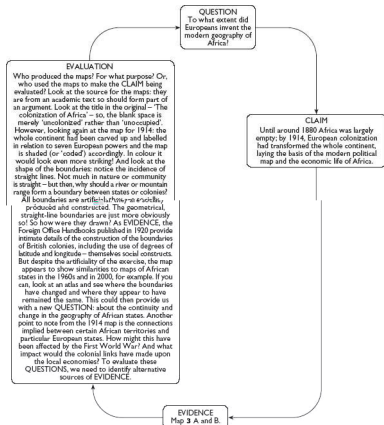 QUESTION
To what extent did
Europeans invent the
modern geography of
Africa?
CLAIM
Until around 1880 Africa was largely
empty; by 1914, European colonization
had transformed the whole continent,
laying the basis of the modern political
map and the economic life of Africa.
EVIDENCE
Map 3 A and B.
EVALUATION
Who produced the maps? For what purpose? Or,
who used the maps to make the CLAIM being
evaluated? Look at the source for the maps: they
are from an academic text so should form part of
an argument. Look at the title in the original – ‘The
colonization of Africa’ – so, the blank space is
merely ‘uncolonized’ rather than ‘unoccupied’.
However, looking again at the map for 1914: the
whole continent had been carved up and labelled
in relation to seven European powers and the map
is shaded (or ‘coded’) accordingly. In colour it
would look even more striking! And look at the
shape of the boundaries: notice the incidence of
straight lines. Not much in nature or community
is straight – but then, why should a river or mountain
range form a boundary between states or colonies?
All boundaries are artificial:
produced and constructed. The geometrical,
straight-line boundaries are just more obviously
so! So how were they drawn? As EVIDENCE, the
Foreign Office Handbooks published in 1920 provide
intimate details of the construction of the boundaries
of British colonies, including the use of degrees of
latitude and longitude – themselves social constructs.
But despite the artificiality of the exercise, the map
appears to show similarities to maps of African
states in the 1960s and in 2000, for example. If you
can, look at an atlas and see where the boundaries
have changed and where they appear to have
remained the same. This could then provide us
with a new QUESTION: about the continuity and
change in the geography of African states. Another
point to note from the 1914 map is the connections
implied between certain African territories and
particular European states. How might this have
been affected by the First World War? And what
impact would the colonial links have made upon
the local economies? To evaluate these
QUESTIONS, we need to identify alternative
sources of EVIDENCE.